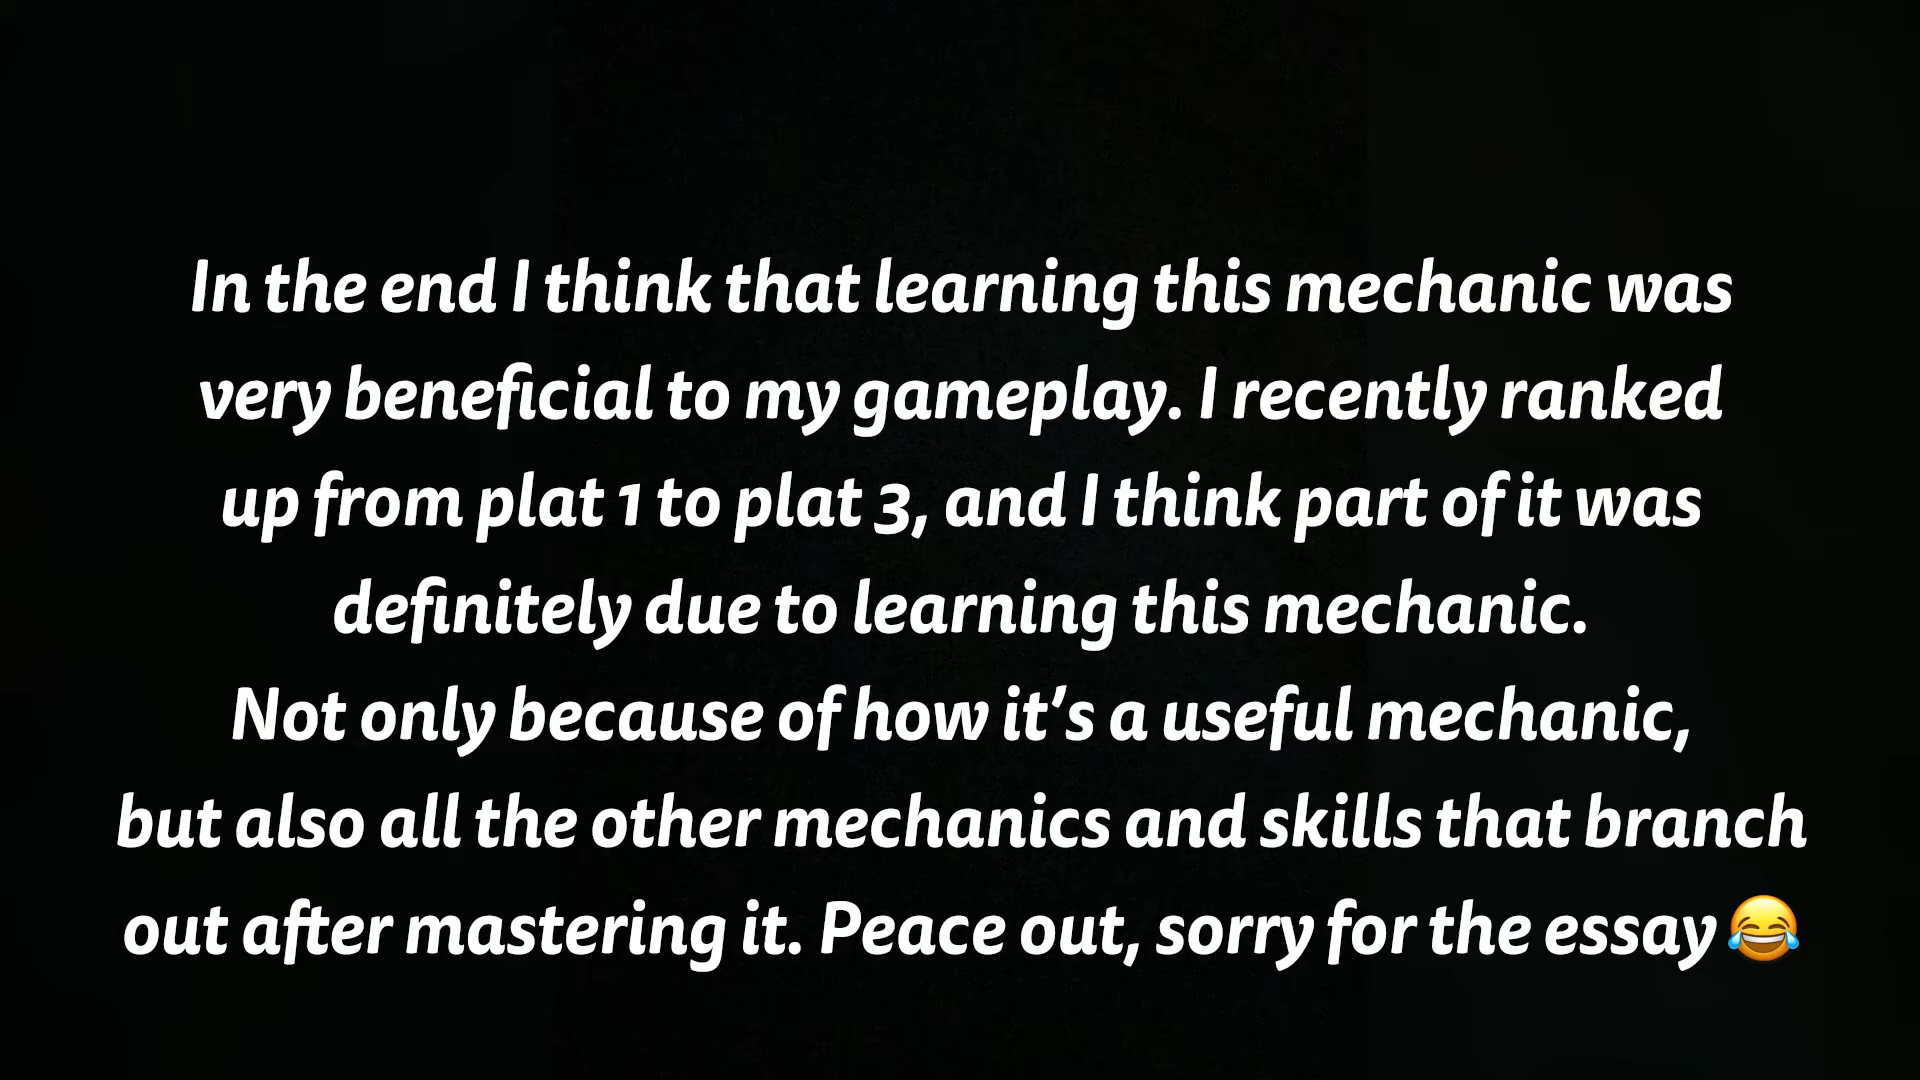 In the end I think that learning this mechanic was
very beneficial to my gameplay. I recently ranked
up from plat 1 to plat 3, and I think part of it was
definitely due to learning this mechanic.
Not only because of how it’s a useful mechanic,
but also all the other mechanics and skills that branch
out after mastering it. Peace out, sorry for the essay 😂